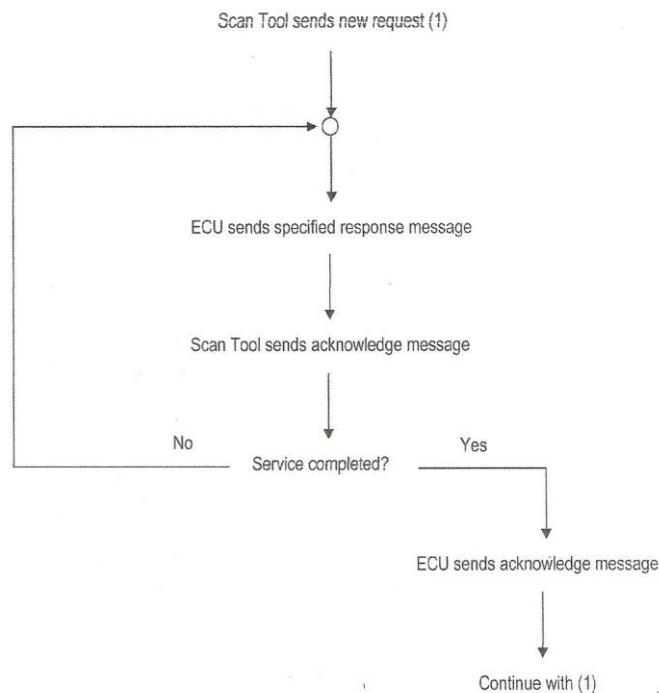 Scan Tool sends new request (1)
ECU sends specified response message
Scan Tool sends acknowledge message
No
Service completed?
Yes
ECU sends acknowledge message
Continue with (1)